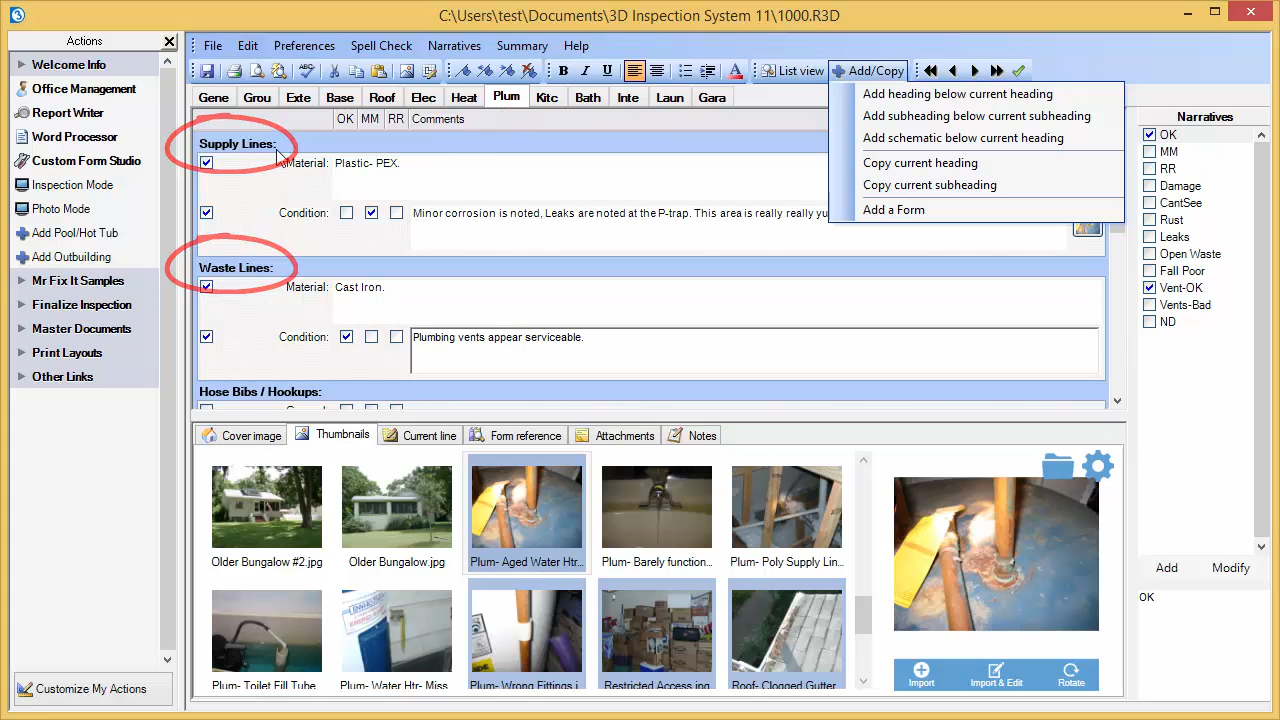 C:\Users\test\Documents\3D Inspection System 11\1000.R3D
Actions
Welcome Info
Office Management
Report Writer
Word Processor
Custom Form Studio
Inspection Mode
Photo Mode
Add Pool/Hot Tub
Add Outbuilding
Mr Fix It Samples
Finalize Inspection
Master Documents
Print Layouts
Other Links
Customize My Actions
File Edit Preferences Spell Check Narratives Summary Help
B I U A List view Add/Copy
Gene Grou Exte Base Roof Elec Heat Plum Kitc Bath Inte Laun Gara
Add heading below current heading
Add subheading below current subheading
Add schematic below current heading
Copy current heading
Copy current subheading
Add a Form
OK MM RR Comments
Supply Lines:
Material: Plastic- PEX.
Condition: Minor corrosion is noted, Leaks are noted at the P-trap. This area is really really yu
Waste Lines:
Material: Cast Iron.
Condition: Plumbing vents appear serviceable.
Hose Bibs / Hookups:
Cover image Thumbnails Current line Form reference Attachments Notes
Older Bungalow #2.jpg Older Bungalow.jpg Plum- Aged Water Htr... Plum- Barely function... Plum- Poly Supply Lin...
Plum- Toilet Fill Tube Plum- Water Htr- Miss Plum- Wrong Fittings i Restricted Access.jpg Roof- Clogged Gutter
Import Import & Edit Rotate
Narratives
OK
MM
RR
Damage
CantSee
Rust
Leaks
Open Waste
Fall Poor
Vent-OK
Vents-Bad
ND
Add Modify
OK